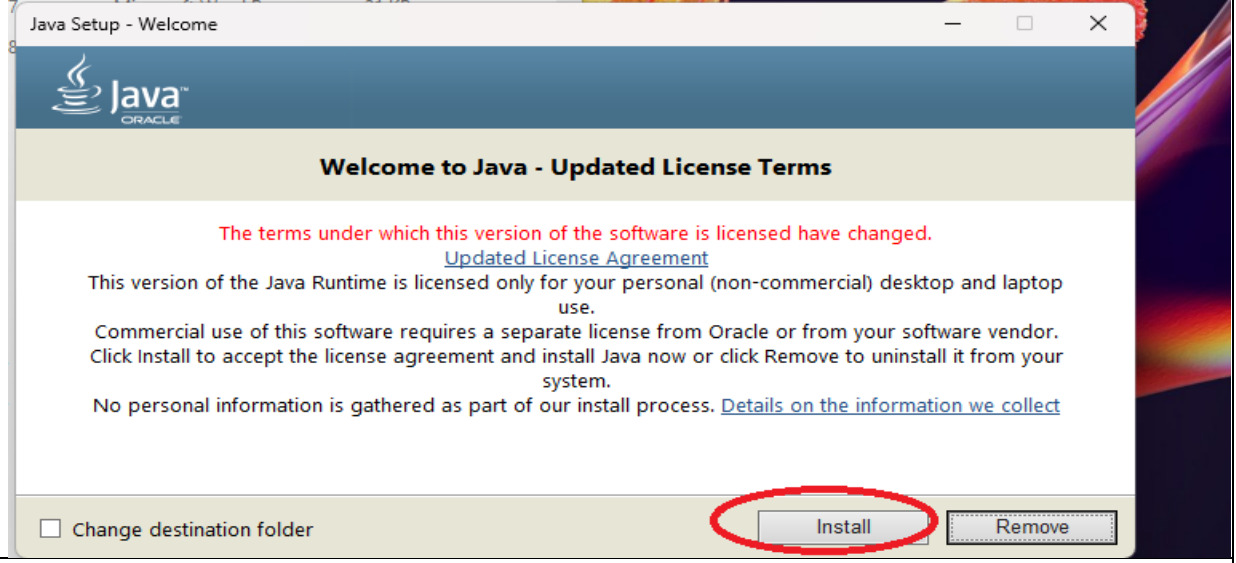 Java Setup - Welcome
Java™
ORACLE
Welcome to Java - Updated License Terms
The terms under which this version of the software is licensed have changed.
Updated License Agreement
This version of the Java Runtime is licensed only for your personal (non-commercial) desktop and laptop
use.
Commercial use of this software requires a separate license from Oracle or from your software vendor.
Click Install to accept the license agreement and install Java now or click Remove to uninstall it from your
system.
No personal information is gathered as part of our install process. Details on the information we collect
Change destination folder
Install
Remove